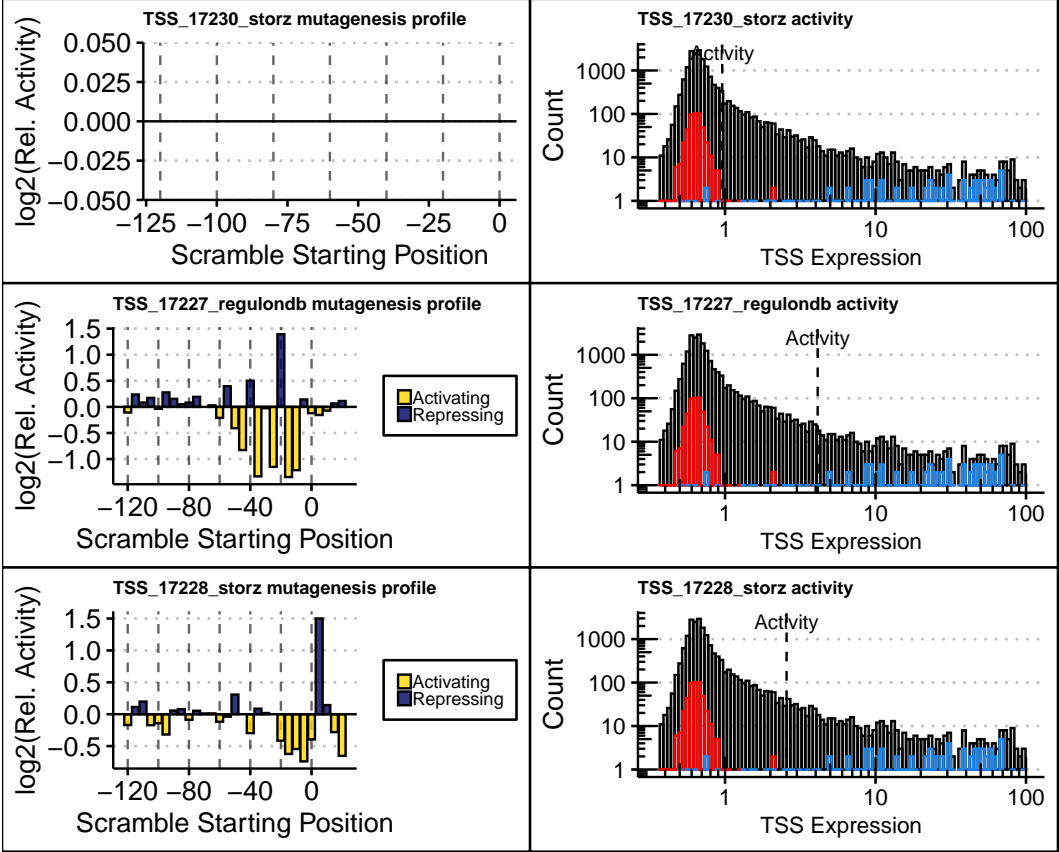 TSS_17230_storz mutagenesis profile
log2(Rel. Activity)
0.050
0.025
0.000
−0.025
−0.050
−125 −100 −75 −50 −25 0
Scramble Starting Position
TSS_17230_storz activity
Activity
Count
1000
100
10
1
1 10 100
TSS Expression
TSS_17227_regulondb mutagenesis profile
log2(Rel. Activity)
1.5
1.0
0.5
0.0
−0.5
−1.0
−120 −80 −40 0
Scramble Starting Position
Activating
Repressing
TSS_17227_regulondb activity
Activity
Count
1000
100
10
1
1 10 100
TSS Expression
TSS_17228_storz mutagenesis profile
log2(Rel. Activity)
1.5
1.0
0.5
0.0
−0.5
−120 −80 −40 0
Scramble Starting Position
Activating
Repressing
TSS_17228_storz activity
Activity
Count
1000
100
10
1
1 10 100
TSS Expression